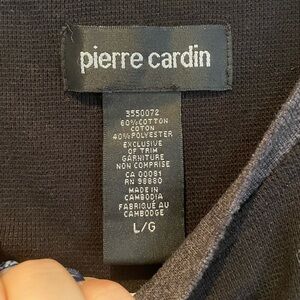 pierre cardin
3550072
60%COTTON
COTON
40%POLYESTER
EXCLUSIVE
OF TRIM
GARNITURE
NON COMPRISE
CA 00081
RN 98880
MADE IN
CAMBODIA
FABRIQUÉ AU
CAMBODGE
L/G